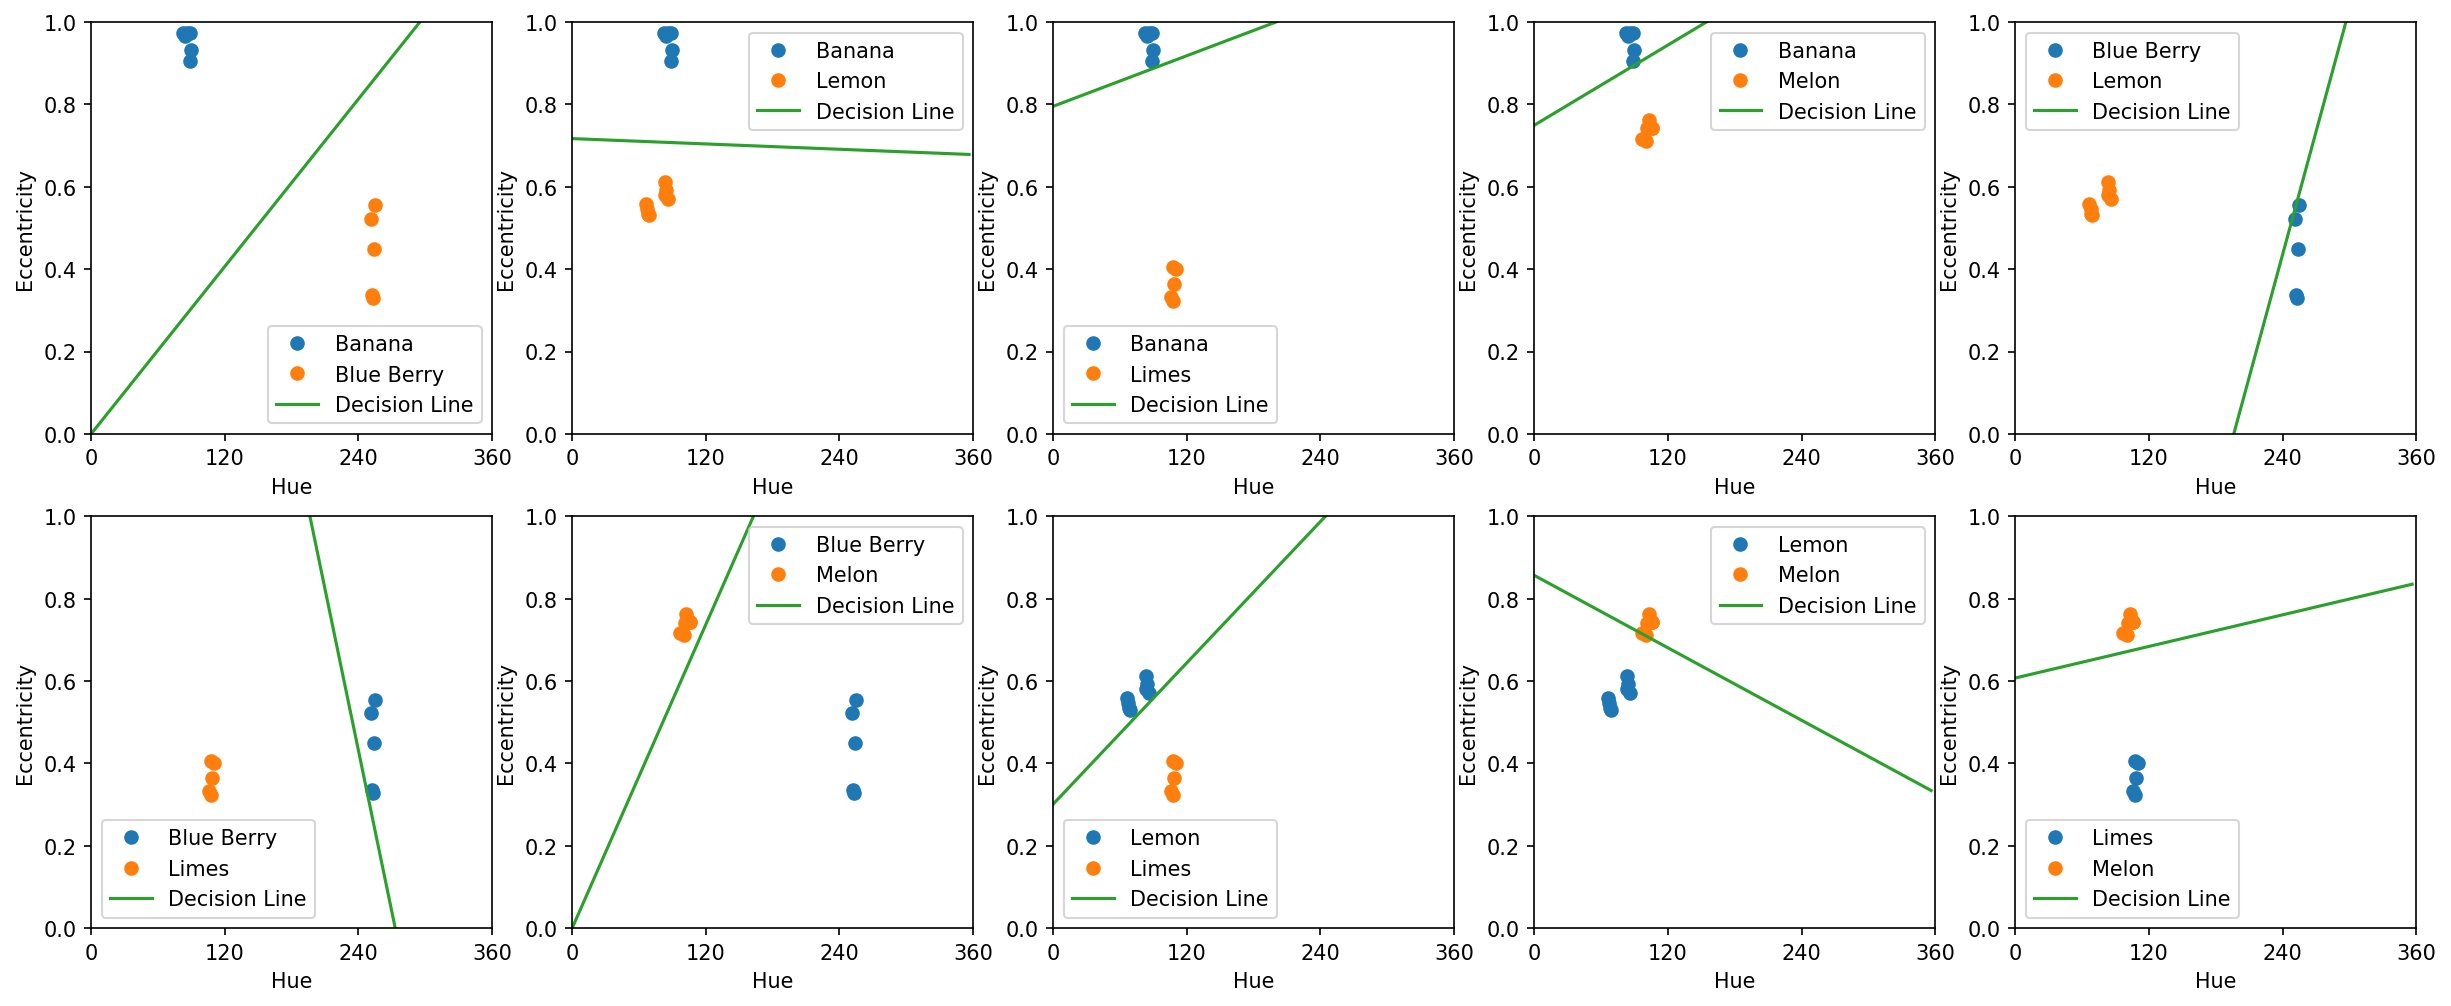 1.0
0.8
0.6
0.4
0.2
0.0
Eccentricity
Banana
Blue Berry
Decision Line
0 120 240 360
Hue
1.0
0.8
0.6
0.4
0.2
0.0
Eccentricity
Banana
Lemon
Decision Line
0 120 240 360
Hue
1.0
0.8
0.6
0.4
0.2
0.0
Eccentricity
Banana
Limes
Decision Line
0 120 240 360
Hue
1.0
0.8
0.6
0.4
0.2
0.0
Eccentricity
Banana
Melon
Decision Line
0 120 240 360
Hue
1.0
0.8
0.6
0.4
0.2
0.0
Eccentricity
Blue Berry
Lemon
Decision Line
0 120 240 360
Hue
1.0
0.8
0.6
0.4
0.2
0.0
Eccentricity
Blue Berry
Limes
Decision Line
0 120 240 360
Hue
1.0
0.8
0.6
0.4
0.2
0.0
Eccentricity
Blue Berry
Melon
Decision Line
0 120 240 360
Hue
1.0
0.8
0.6
0.4
0.2
0.0
Eccentricity
Lemon
Limes
Decision Line
0 120 240 360
Hue
1.0
0.8
0.6
0.4
0.2
0.0
Eccentricity
Lemon
Melon
Decision Line
0 120 240 360
Hue
1.0
0.8
0.6
0.4
0.2
0.0
Eccentricity
Limes
Melon
Decision Line
0 120 240 360
Hue